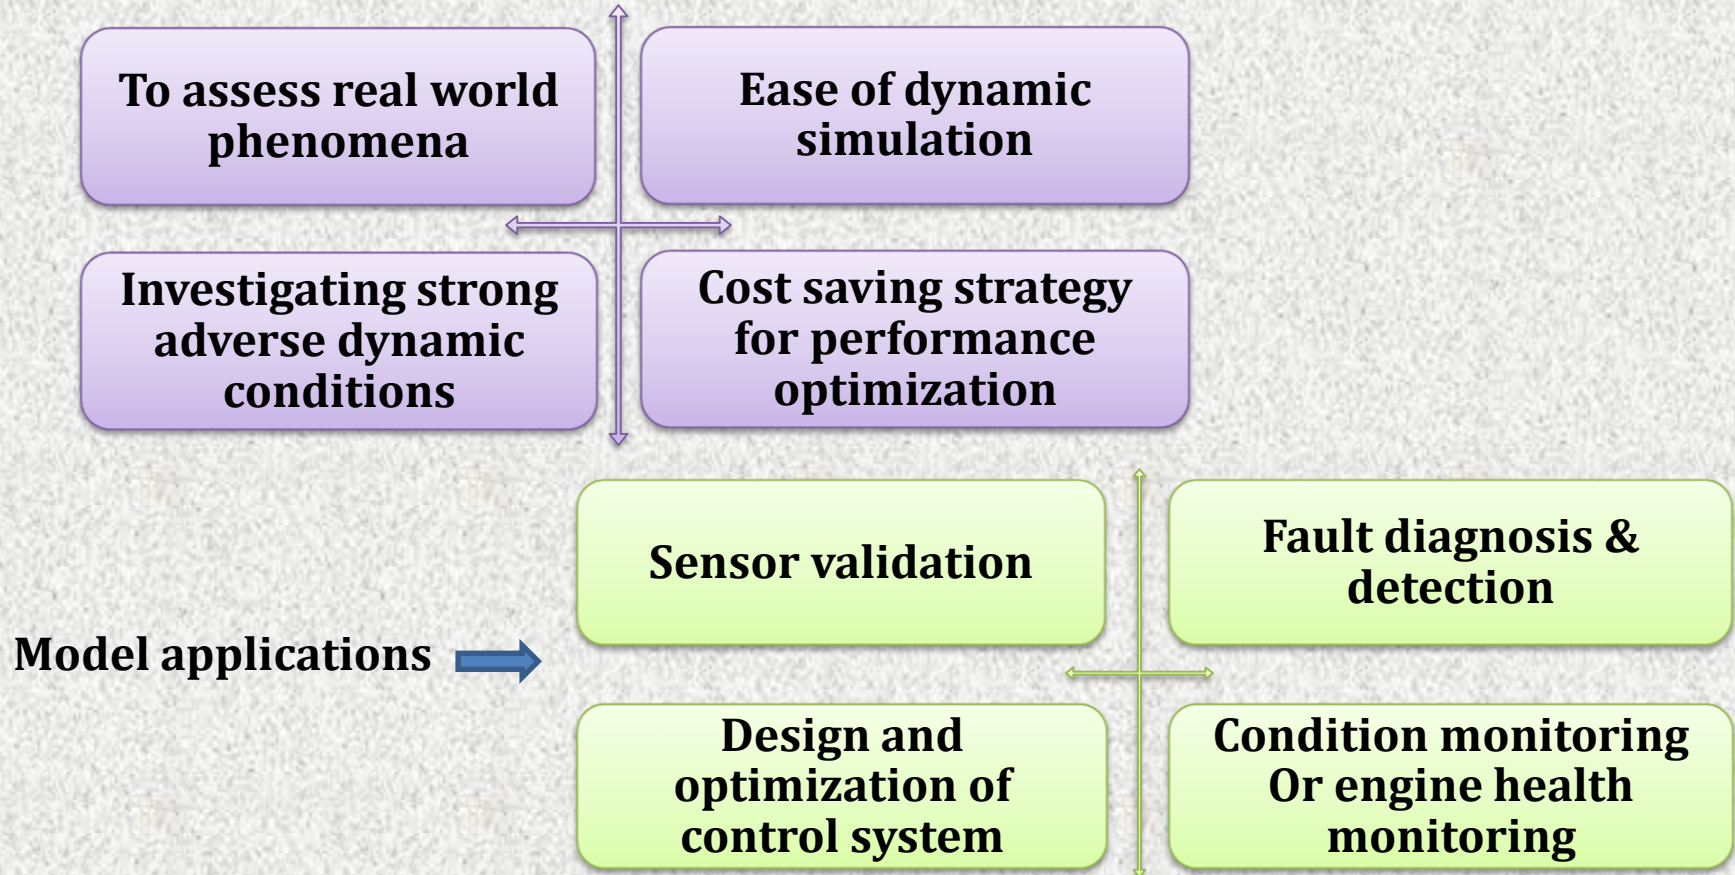 To assess real world
phenomena
Ease of dynamic
simulation
Investigating strong
adverse dynamic
conditions
Cost saving strategy
for performance
optimization
Model applications
Sensor validation
Fault diagnosis &
detection
Design and
optimization of
control system
Condition monitoring
Or engine health
monitoring